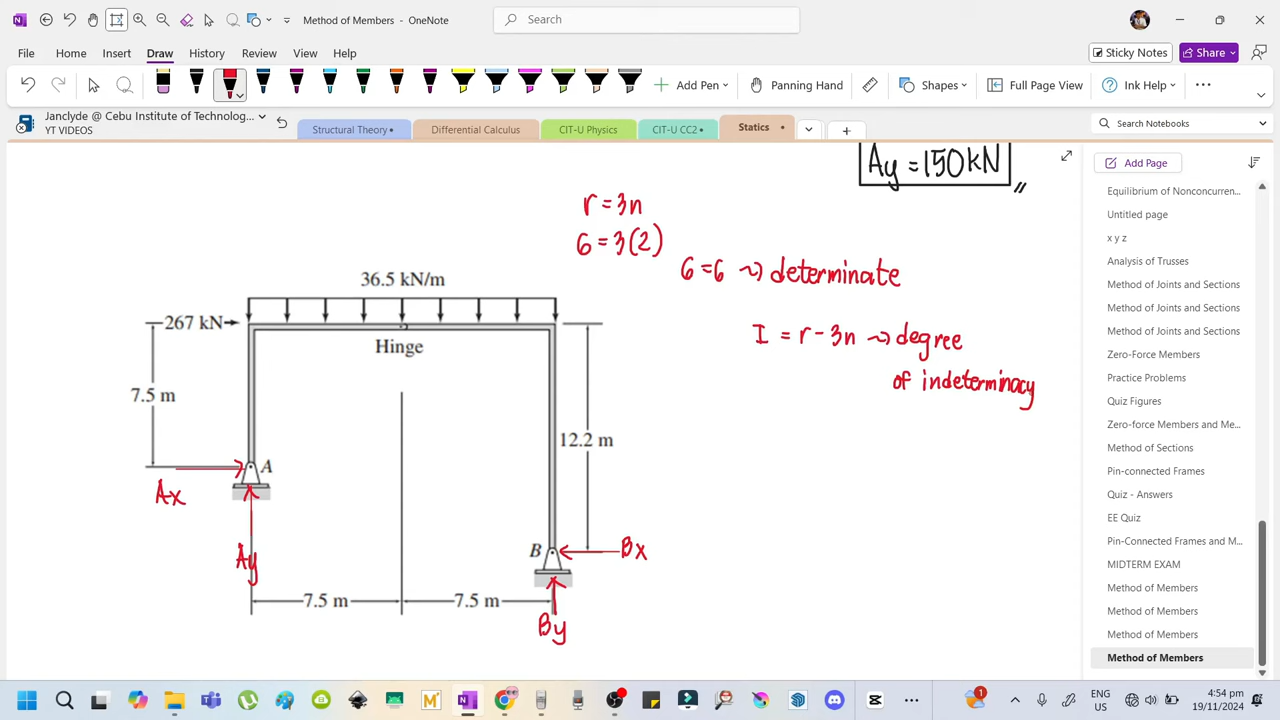 Method of Members - OneNote
Search
File Home Insert Draw History Review View Help
Sticky Notes Share
Add Pen Panning Hand Shapes Full Page View Ink Help
Janclyde @ Cebu Institute of Technolog...
YT VIDEOS
Structural Theory Differential Calculus CIT-U Physics CIT-U CC2 Statics
Search Notebooks
Add Page
Equilibrium of Nonconcurren...
Untitled page
x y z
Analysis of Trusses
Method of Joints and Sections
Method of Joints and Sections
Method of Joints and Sections
Zero-Force Members
Practice Problems
Quiz Figures
Zero-force Members and Me...
Method of Sections
Pin-connected Frames
Quiz - Answers
EE Quiz
Pin-Connected Frames and M...
MIDTERM EXAM
Method of Members
Method of Members
Method of Members
Method of Members
Ay = 150 kN
r = 3n
6 = 3(2)
6 = 6 ~> determinate
I = r - 3n ~> degree
of indeterminacy
36.5 kN/m
267 kN
Hinge
7.5 m
12.2 m
A
Ax
Ay
B
Bx
By
7.5 m 7.5 m
1
ENG
PH
4:54 pm
19/11/2024